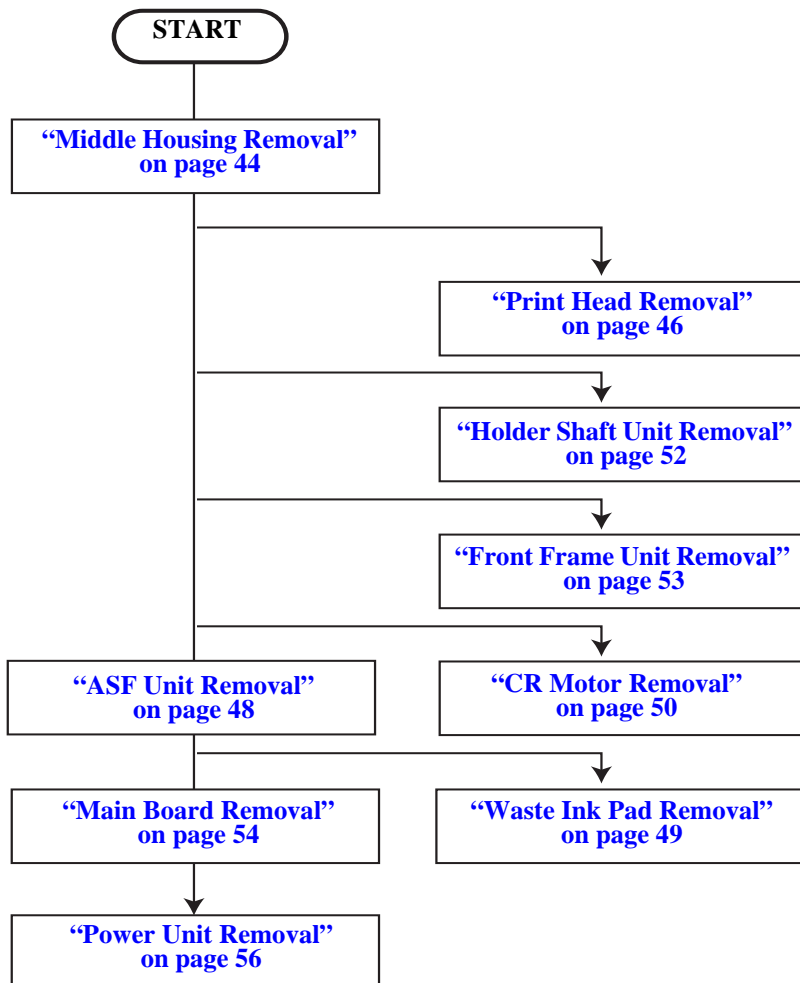 START
“Middle Housing Removal”
on page 44
“Print Head Removal”
on page 46
“Holder Shaft Unit Removal”
on page 52
“Front Frame Unit Removal”
on page 53
“ASF Unit Removal”
on page 48
“CR Motor Removal”
on page 50
“Main Board Removal”
on page 54
“Waste Ink Pad Removal”
on page 49
“Power Unit Removal”
on page 56